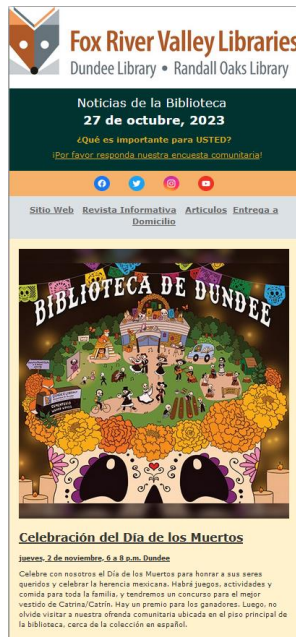 Fox River Valley Libraries
Dundee Library • Randall Oaks Library
Noticias de la Biblioteca
27 de octubre, 2023
¿Qué es importante para USTED?
¡Por favor responda nuestra encuesta comunitaria!
Sitio Web Revista Informativa Articulos Entrega a
Domicilio
BIBLIOTECA DE DUNDEE
Celebración del Día de los Muertos
jueves, 2 de noviembre, 6 a 8 p.m. Dundee
Celebre con nosotros el Día de los Muertos para honrar a sus seres
queridos y celebrar la herencia mexicana. Habrá juegos, actividades y
comida para toda la familia, y tendremos un concurso para el mejor
vestido de Catrina/Catrín. Hay un premio para los ganadores. Luego, no
olvide visitar a nuestra ofrenda comunitaria ubicada en el piso principal de
la biblioteca, cerca de la colección en español.